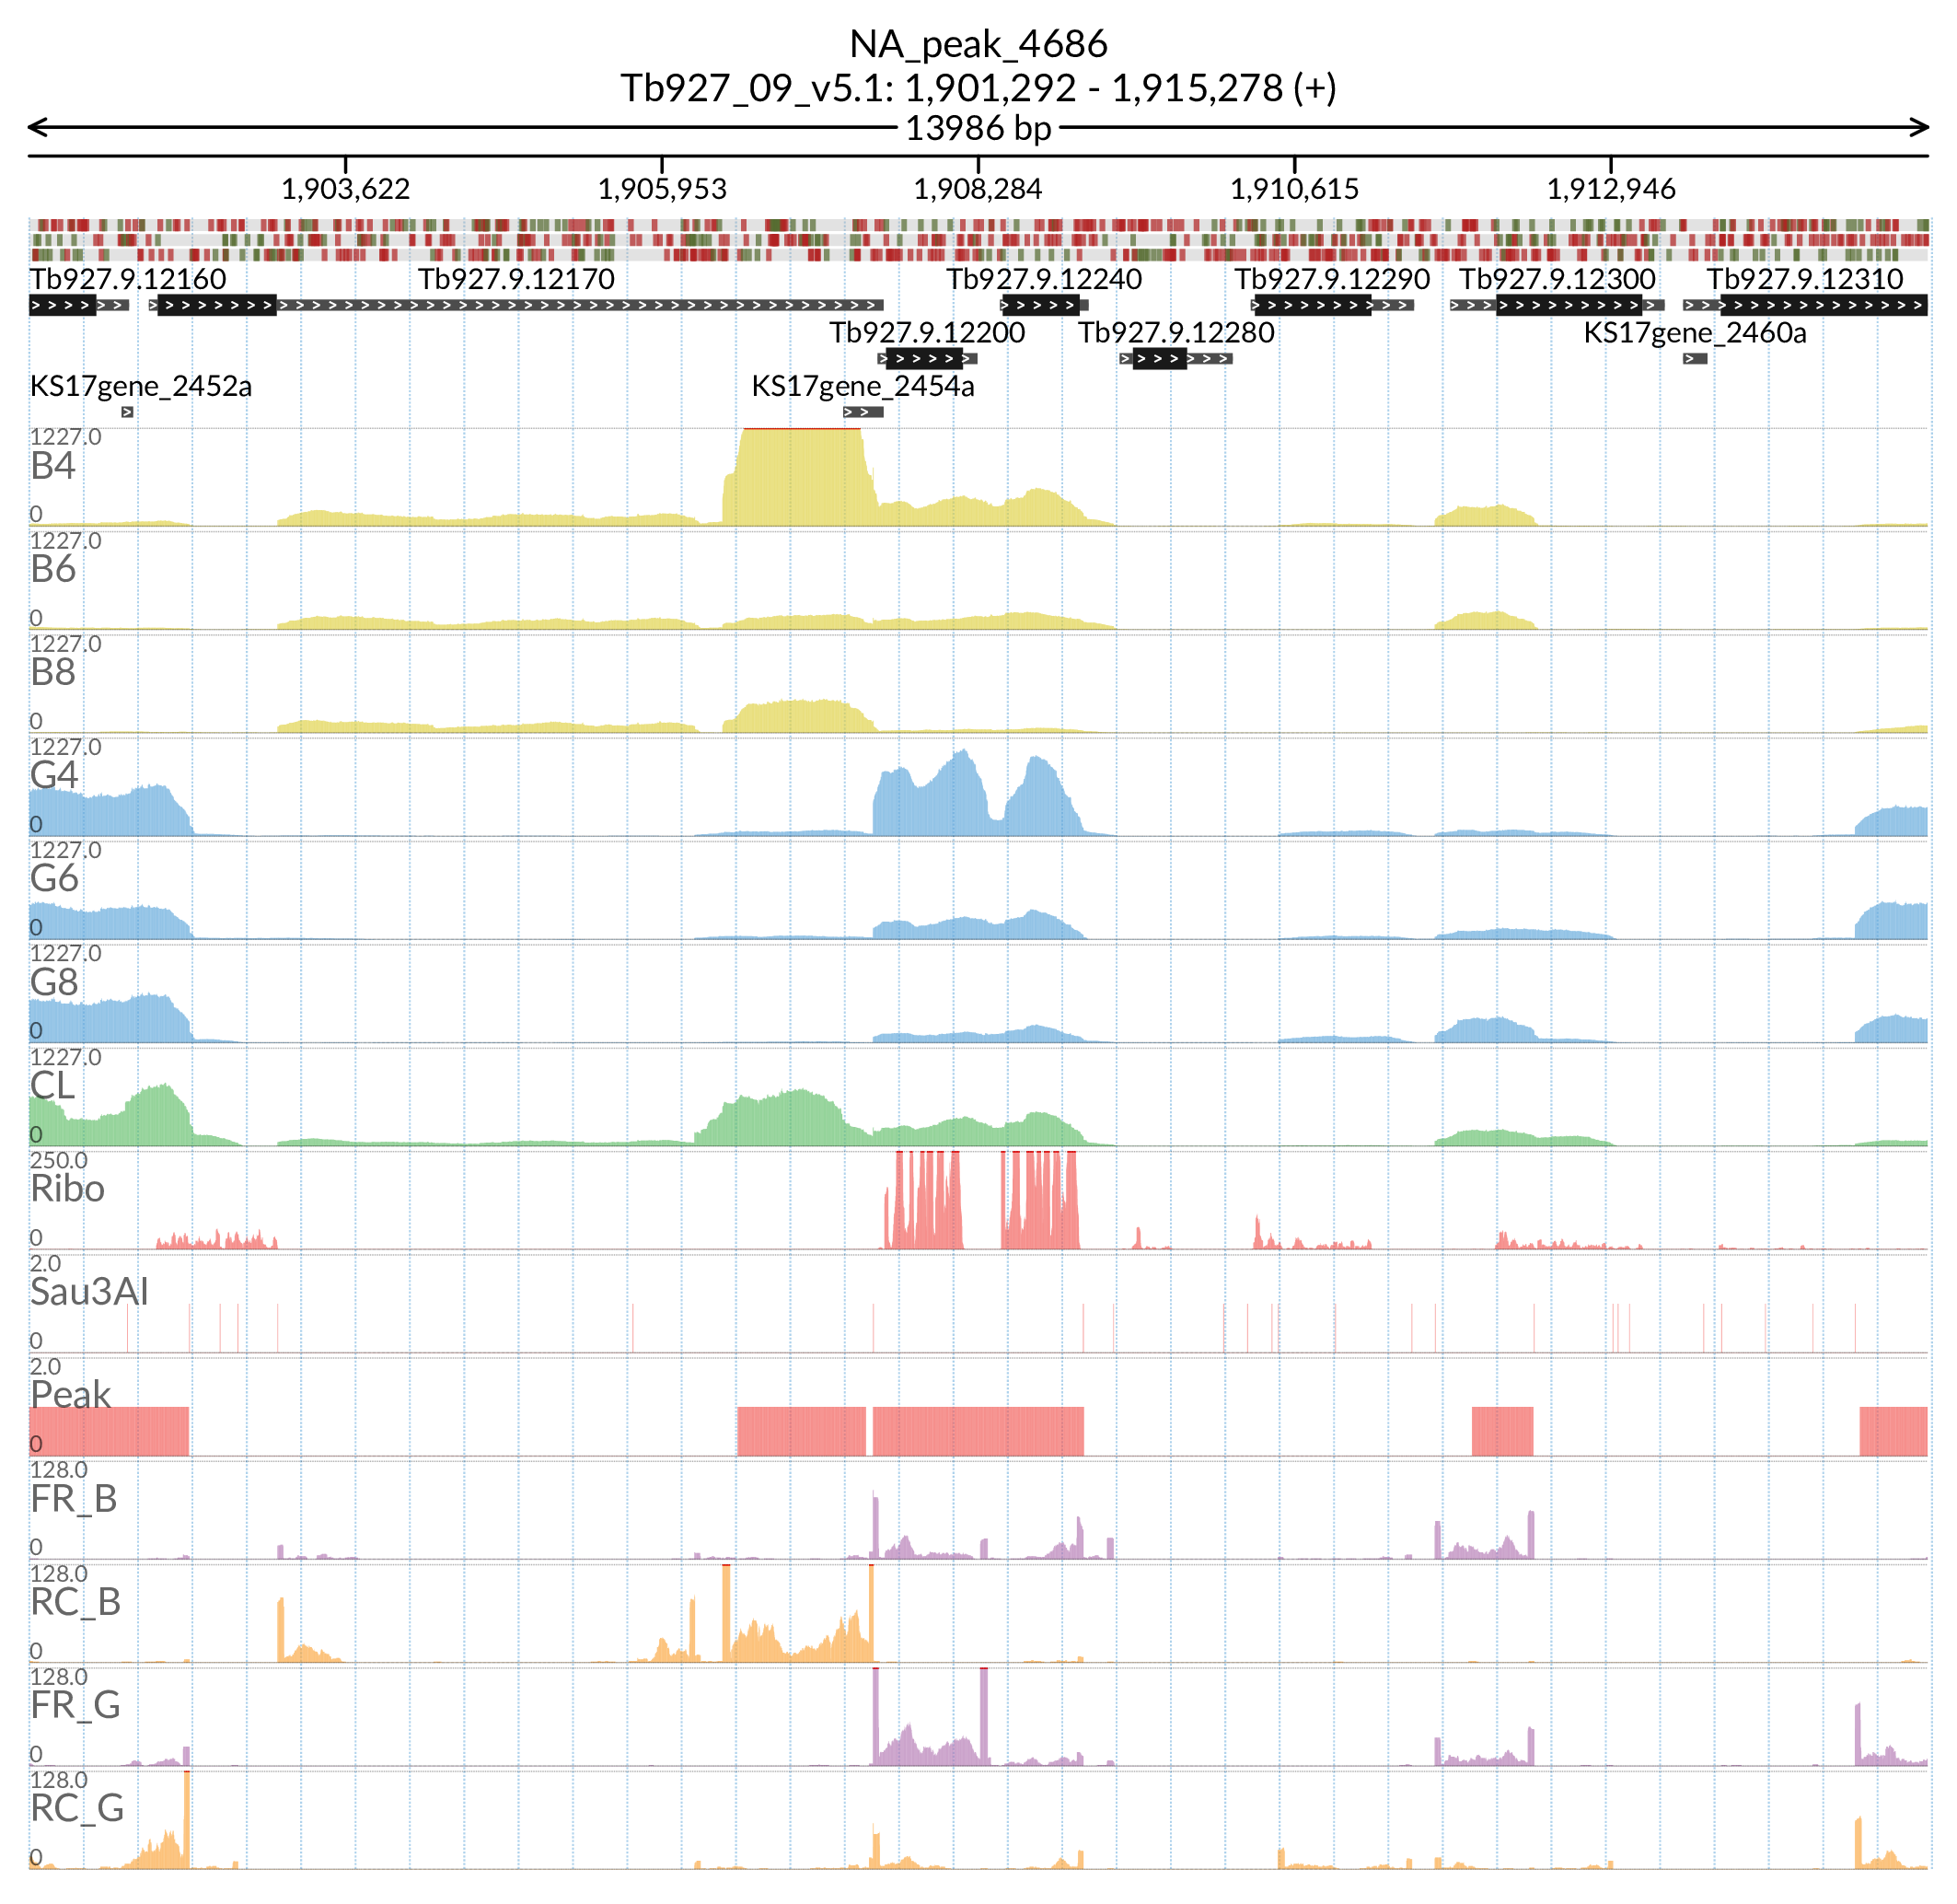 NA_peak_4686
Tb927_09_v5.1: 1,901,292 - 1,915,278 (+)
13986 bp
1,903,622 1,905,953 1,908,284 1,910,615 1,912,946
Tb927.9.12160 Tb927.9.12170 Tb927.9.12240 Tb927.9.12290 Tb927.9.12300 Tb927.9.12310
Tb927.9.12200 Tb927.9.12280 KS17gene_2460a
KS17gene_2452a KS17gene_2454a
1227.0
B4
0
1227.0
B6
0
1227.0
B8
0
1227.0
G4
0
1227.0
G6
0
1227.0
G8
0
1227.0
CL
0
250.0
Ribo
0
2.0
Sau3AI
0
2.0
Peak
0
128.0
FR_B
0
128.0
RC_B
0
128.0
FR_G
0
128.0
RC_G
0